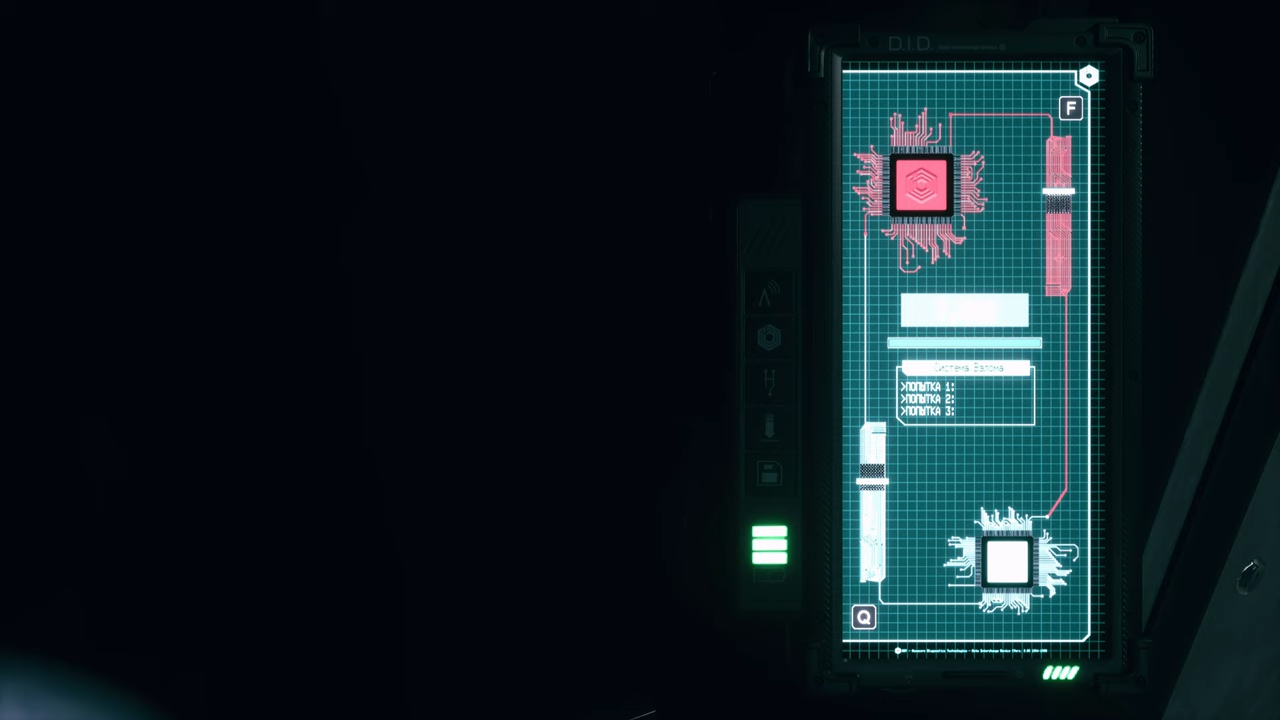 D.I.D.
F
Система Взлома
>ПОПЫТКА 1:
>ПОПЫТКА 2:
>ПОПЫТКА 3:
Q